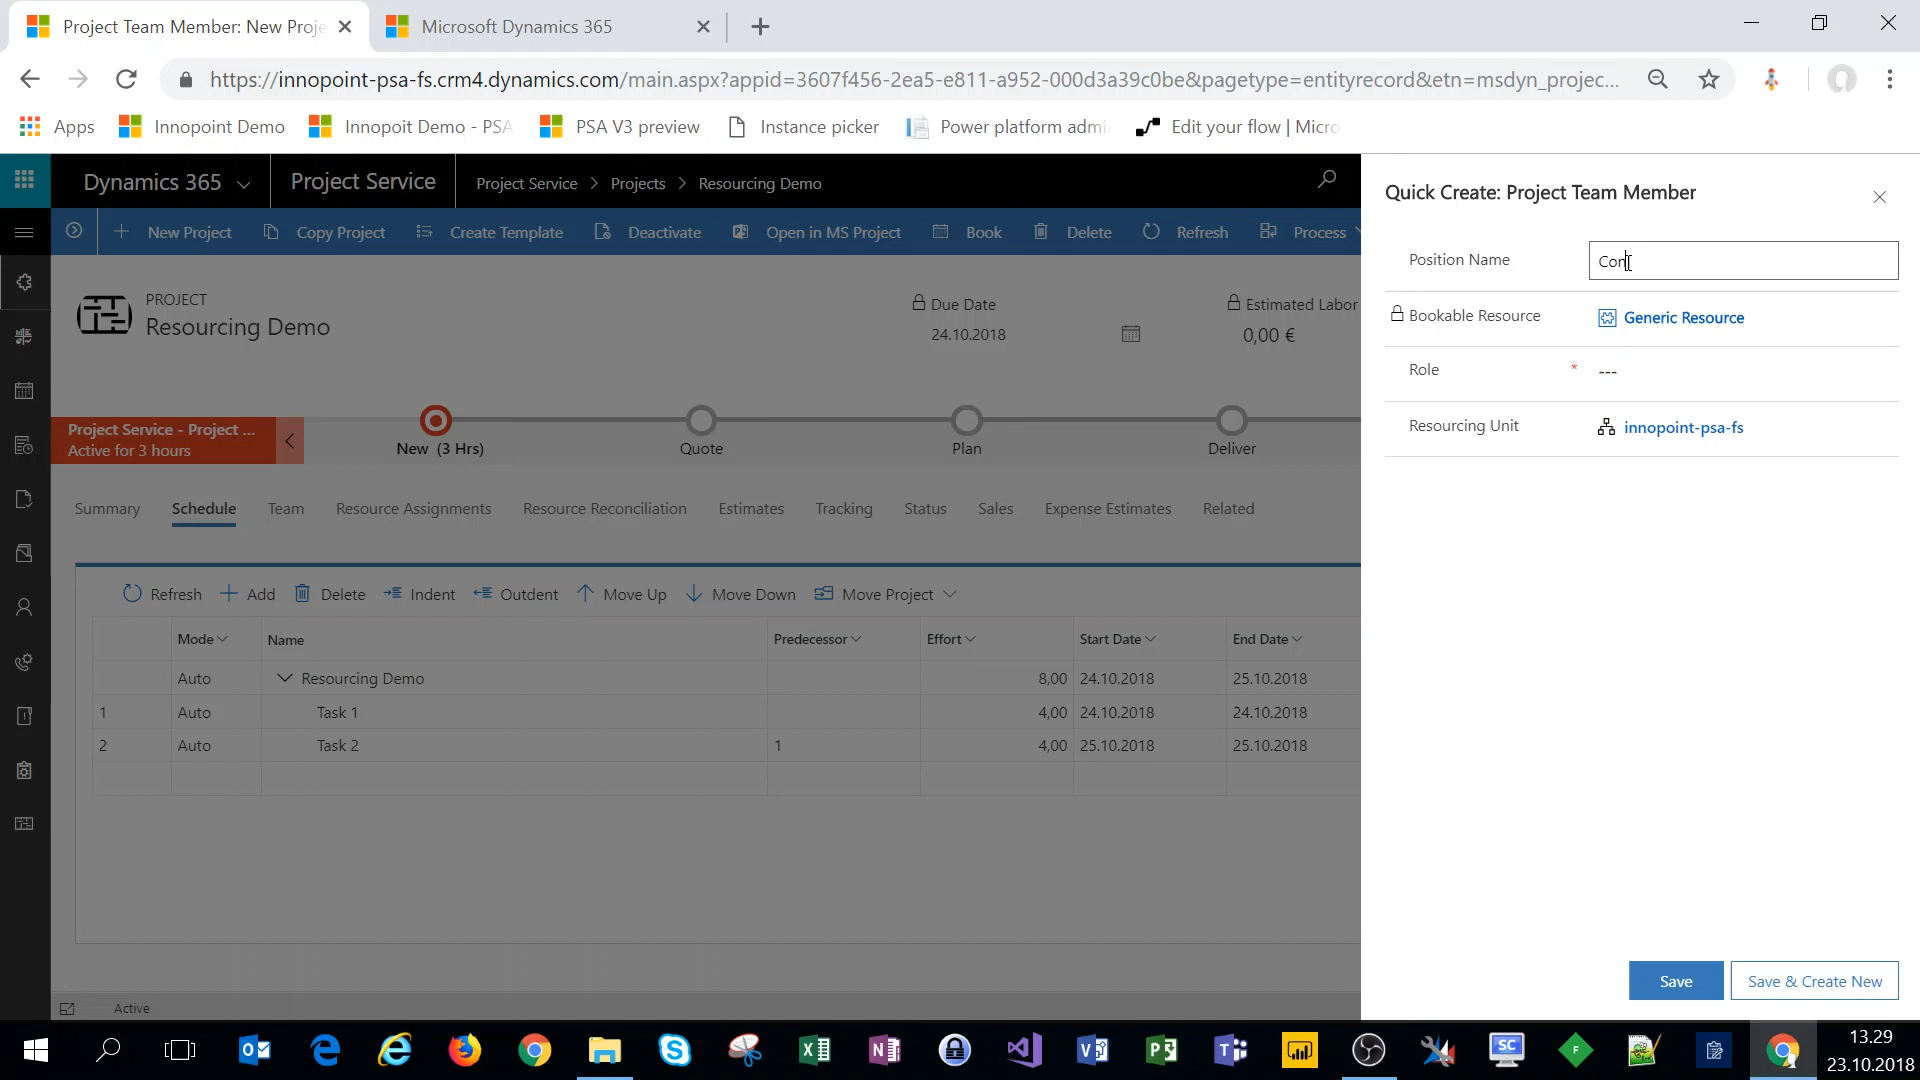 Project Team Member: New Proje
Microsoft Dynamics 365
https://innopoint-psa-fs.crm4.dynamics.com/main.aspx?appid=3607f456-2ea5-e811-a952-000d3a39c0be&pagetype=entityrecord&etn=msdyn_projec...
Apps
Innopoint Demo
Innopoit Demo - PSA
PSA V3 preview
Instance picker
Power platform admi
Edit your flow | Micro
Dynamics 365
Project Service
Project Service > Projects > Resourcing Demo
New Project
Copy Project
Create Template
Deactivate
Open in MS Project
Book
Delete
Refresh
Process
PROJECT
Resourcing Demo
Due Date
24.10.2018
Estimated Labor
0,00 €
Project Service - Project ...
Active for 3 hours
New (3 Hrs)
Quote
Plan
Deliver
Summary
Schedule
Team
Resource Assignments
Resource Reconciliation
Estimates
Tracking
Status
Sales
Expense Estimates
Related
Refresh
Add
Delete
Indent
Outdent
Move Up
Move Down
Move Project
Mode Name Predecessor Effort Start Date End Date
Auto Resourcing Demo 8,00 24.10.2018 25.10.2018
1 Auto Task 1 4,00 24.10.2018 24.10.2018
2 Auto Task 2 1 4,00 25.10.2018 25.10.2018
Active
Quick Create: Project Team Member
Position Name Con
Bookable Resource Generic Resource
Role * ---
Resourcing Unit innopoint-psa-fs
Save
Save & Create New
13.29
23.10.2018